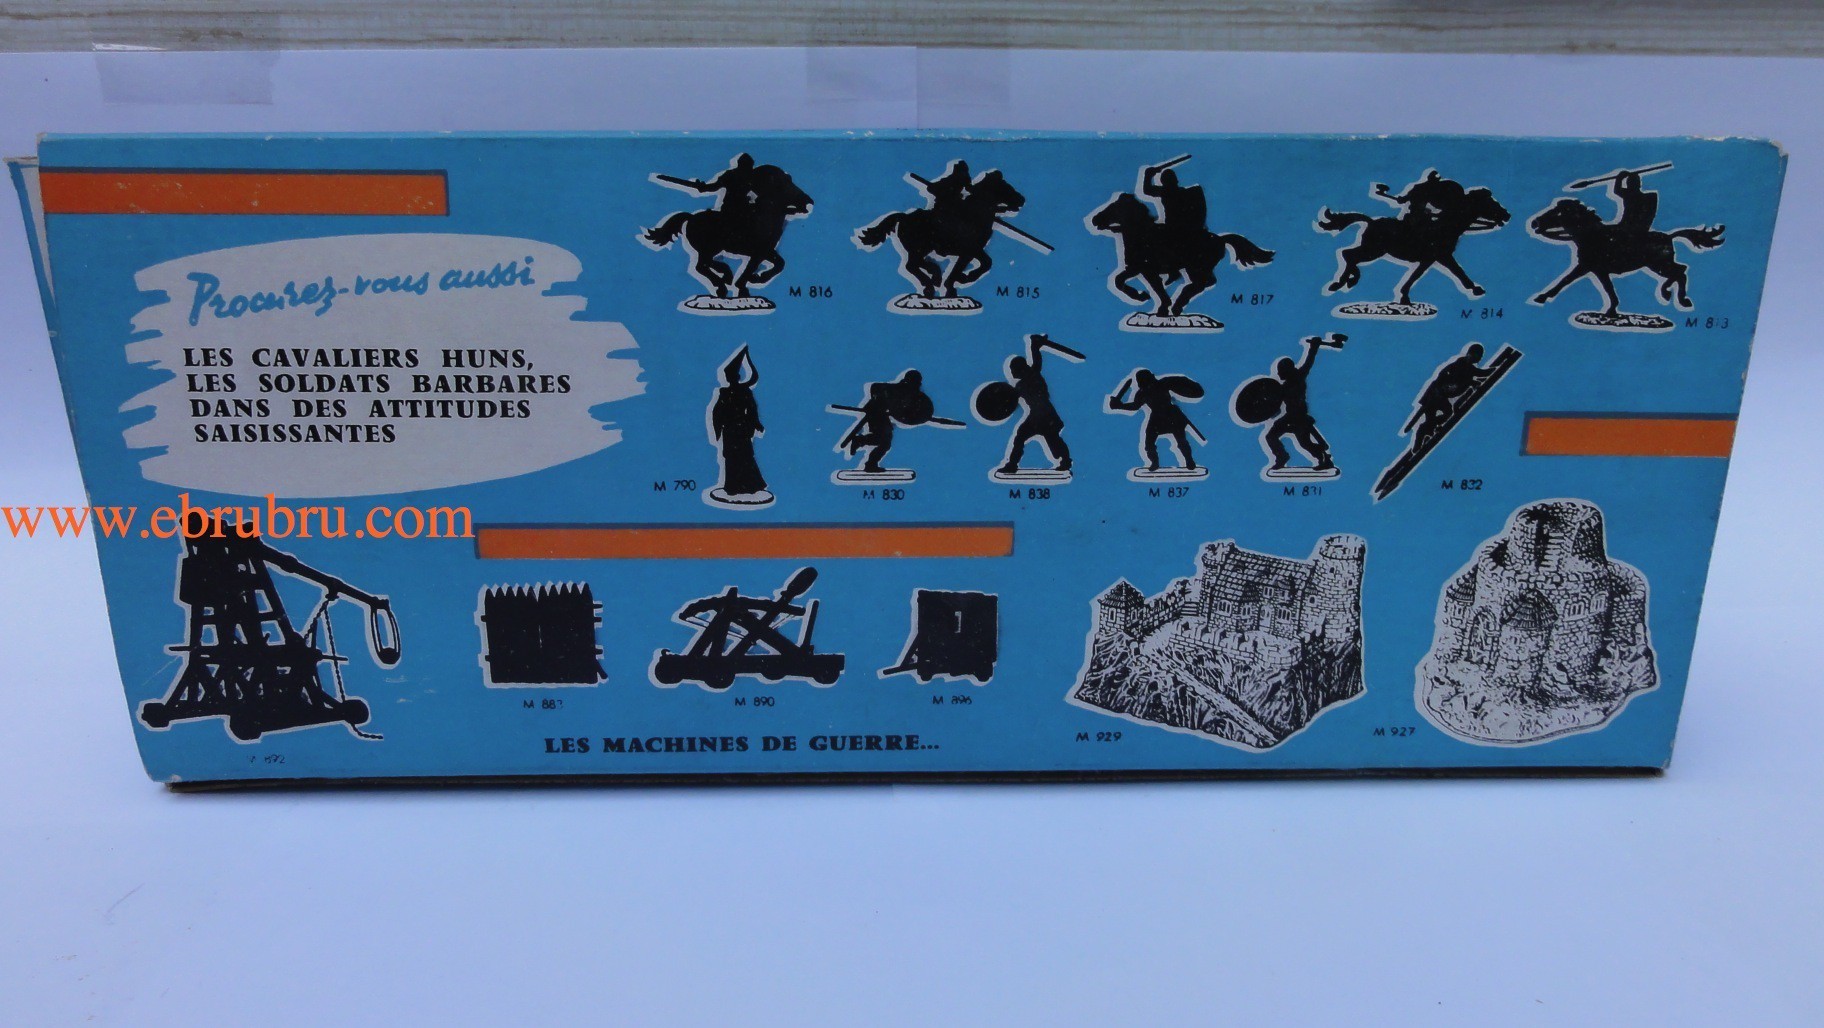 Procurez-vous aussi
LES CAVALIERS HUNS,
LES SOLDATS BARBARES
DANS DES ATTITUDES
SAISISSANTES
M 816
M 815
M 817
M 814
M 813
M 790
M 830
M 838
M 837
M 831
M 832
www.ebrubru.com
M 890
M 896
M 929
M 927
LES MACHINES DE GUERRE...